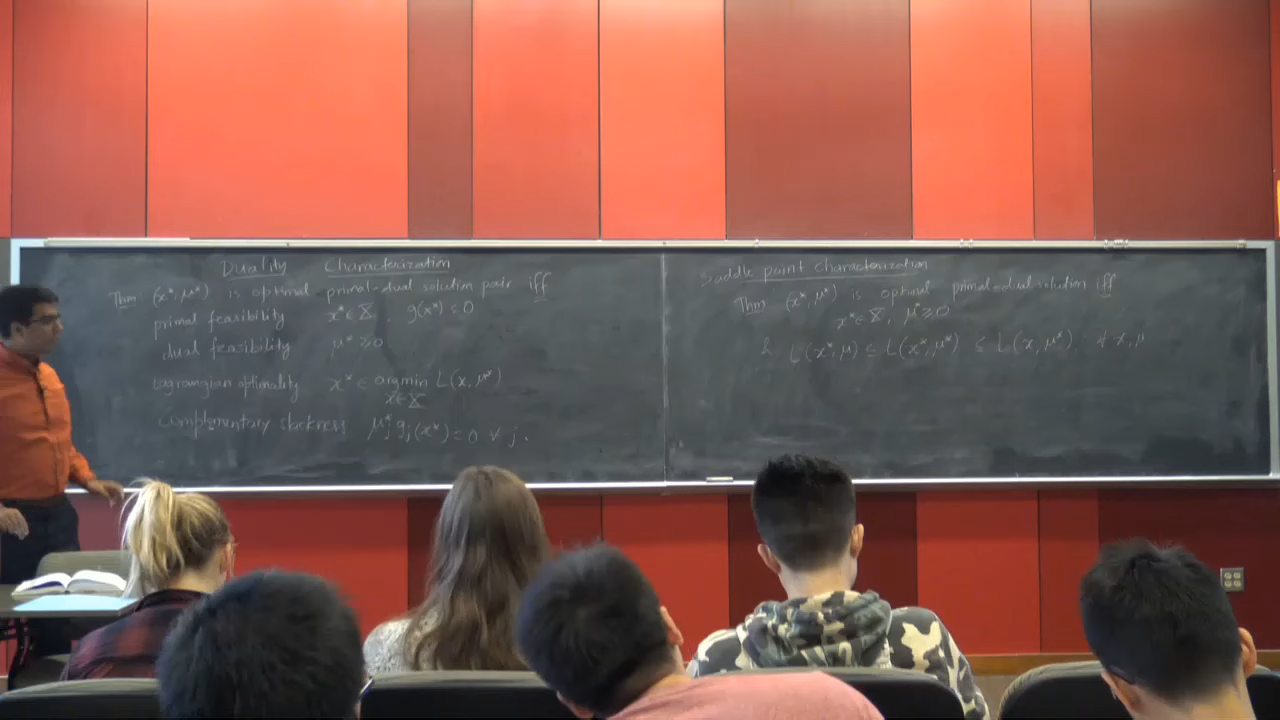 Duality Characterization
Thm (x*, μ*) is optimal primal-dual solution pair iff
primal feasibility x* ∈ X, g(x*) ≤ 0
dual feasibility μ* ≥ 0
Lagrangian optimality x* ∈ argmin L(x, μ*)
x∈X
Complementary slackness μj* gj(x*) = 0 ∀ j.
Saddle point characterization
Thm (x*, μ*) is optimal primal-dual solution iff
x* ∈ X, μ* ≥ 0
& L(x*, μ) ≤ L(x*, μ*) ≤ L(x, μ*) ∀ x, μ